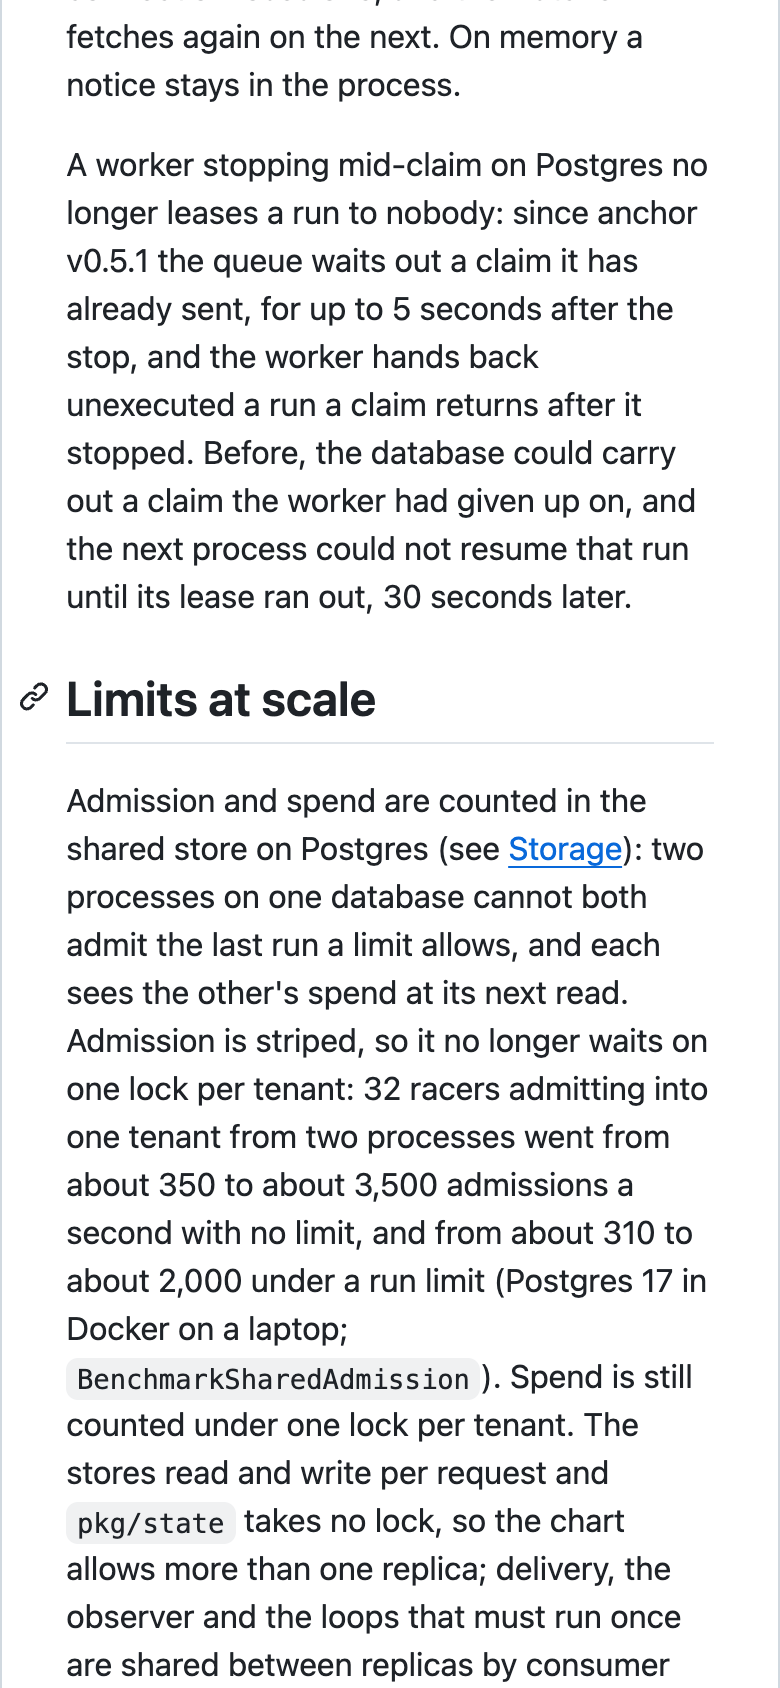 fetches again on the next. On memory a
notice stays in the process.
A worker stopping mid-claim on Postgres no
longer leases a run to nobody: since anchor
v0.5.1 the queue waits out a claim it has
already sent, for up to 5 seconds after the
stop, and the worker hands back
unexecuted a run a claim returns after it
stopped. Before, the database could carry
out a claim the worker had given up on, and
the next process could not resume that run
until its lease ran out, 30 seconds later.
Limits at scale
Admission and spend are counted in the
shared store on Postgres (see Storage): two
processes on one database cannot both
admit the last run a limit allows, and each
sees the other's spend at its next read.
Admission is striped, so it no longer waits on
one lock per tenant: 32 racers admitting into
one tenant from two processes went from
about 350 to about 3,500 admissions a
second with no limit, and from about 310 to
about 2,000 under a run limit (Postgres 17 in
Docker on a laptop;
BenchmarkSharedAdmission). Spend is still
counted under one lock per tenant. The
stores read and write per request and
pkg/state takes no lock, so the chart
allows more than one replica; delivery, the
observer and the loops that must run once
are shared between replicas by consumer